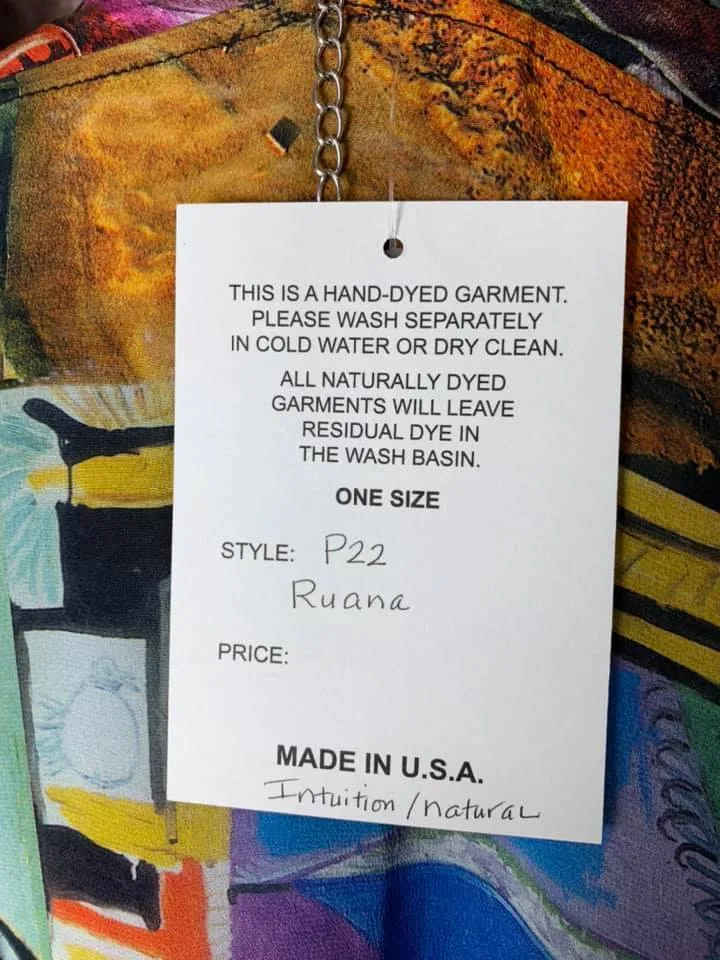 THIS IS A HAND-DYED GARMENT.
PLEASE WASH SEPARATELY
IN COLD WATER OR DRY CLEAN.
ALL NATURALLY DYED
GARMENTS WILL LEAVE
RESIDUAL DYE IN
THE WASH BASIN.
ONE SIZE
STYLE: P22
Ruana
PRICE:
MADE IN U.S.A.
Intuition / natural